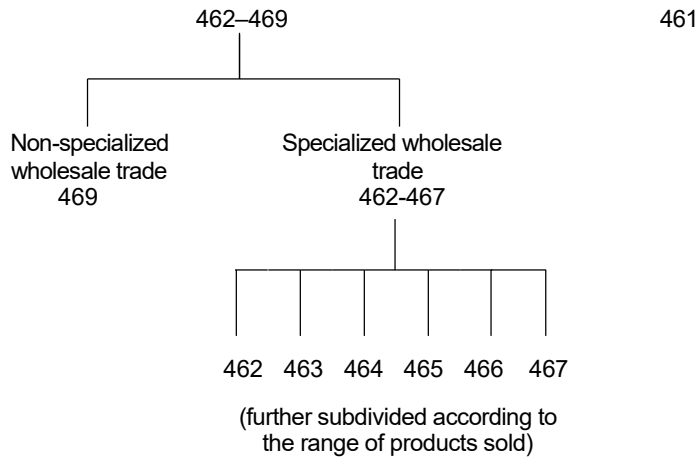 462–469 461
Non-specialized
wholesale trade
469
Specialized wholesale
trade
462-467
462 463 464 465 466 467
(further subdivided according to
the range of products sold)